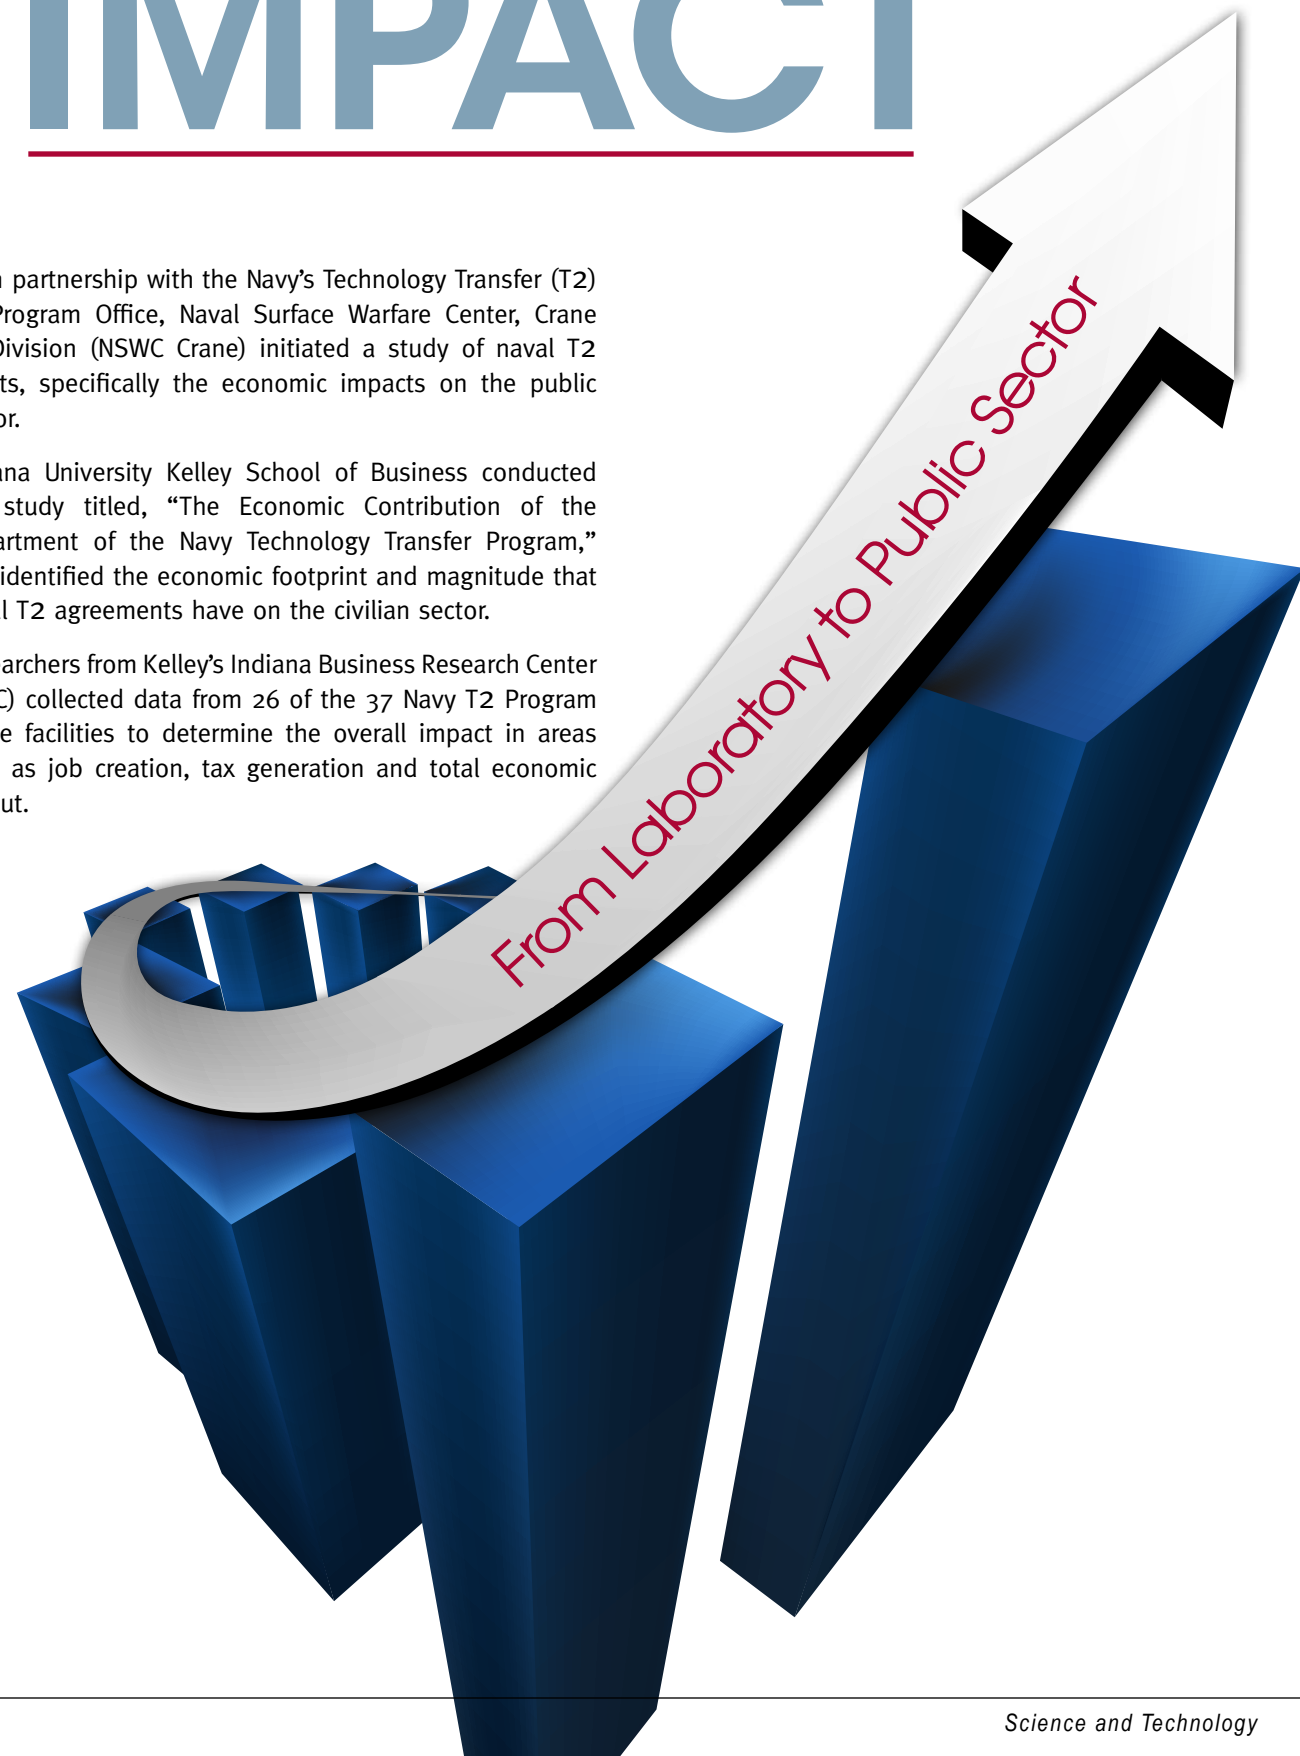 IMPACT
n partnership with the Navy’s Technology Transfer (T2)
Program Office, Naval Surface Warfare Center, Crane
Division (NSWC Crane) initiated a study of naval T2
ts, specifically the economic impacts on the public
or.
ana University Kelley School of Business conducted
study titled, “The Economic Contribution of the
artment of the Navy Technology Transfer Program,”
identified the economic footprint and magnitude that
l T2 agreements have on the civilian sector.
earchers from Kelley’s Indiana Business Research Center
C) collected data from 26 of the 37 Navy T2 Program
e facilities to determine the overall impact in areas
as job creation, tax generation and total economic
ut.
From Laboratory to Public Sector
Science and Technology